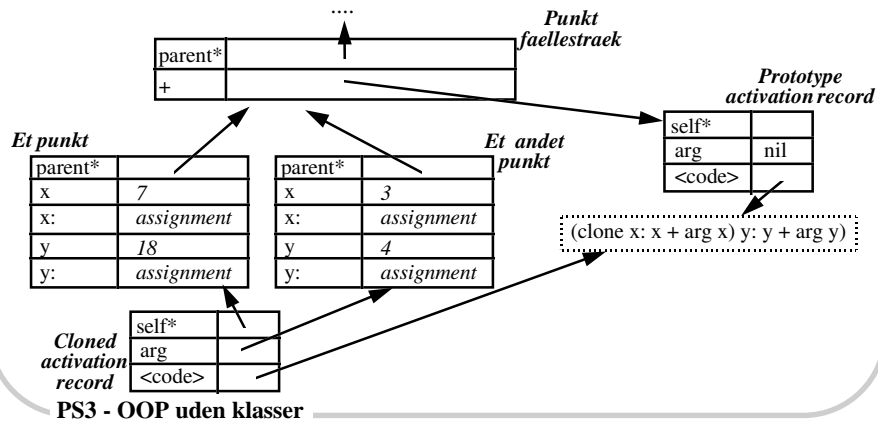 ....
Punkt
faellestraek
parent*
+
Prototype
activation record
self*
arg nil
<code>
(clone x: x + arg x) y: y + arg y)
Et punkt
parent*
x 7
x: assignment
y 18
y: assignment
Et andet
punkt
parent*
x 3
x: assignment
y 4
y: assignment
Cloned
activation
record
self*
arg
<code>
PS3 - OOP uden klasser